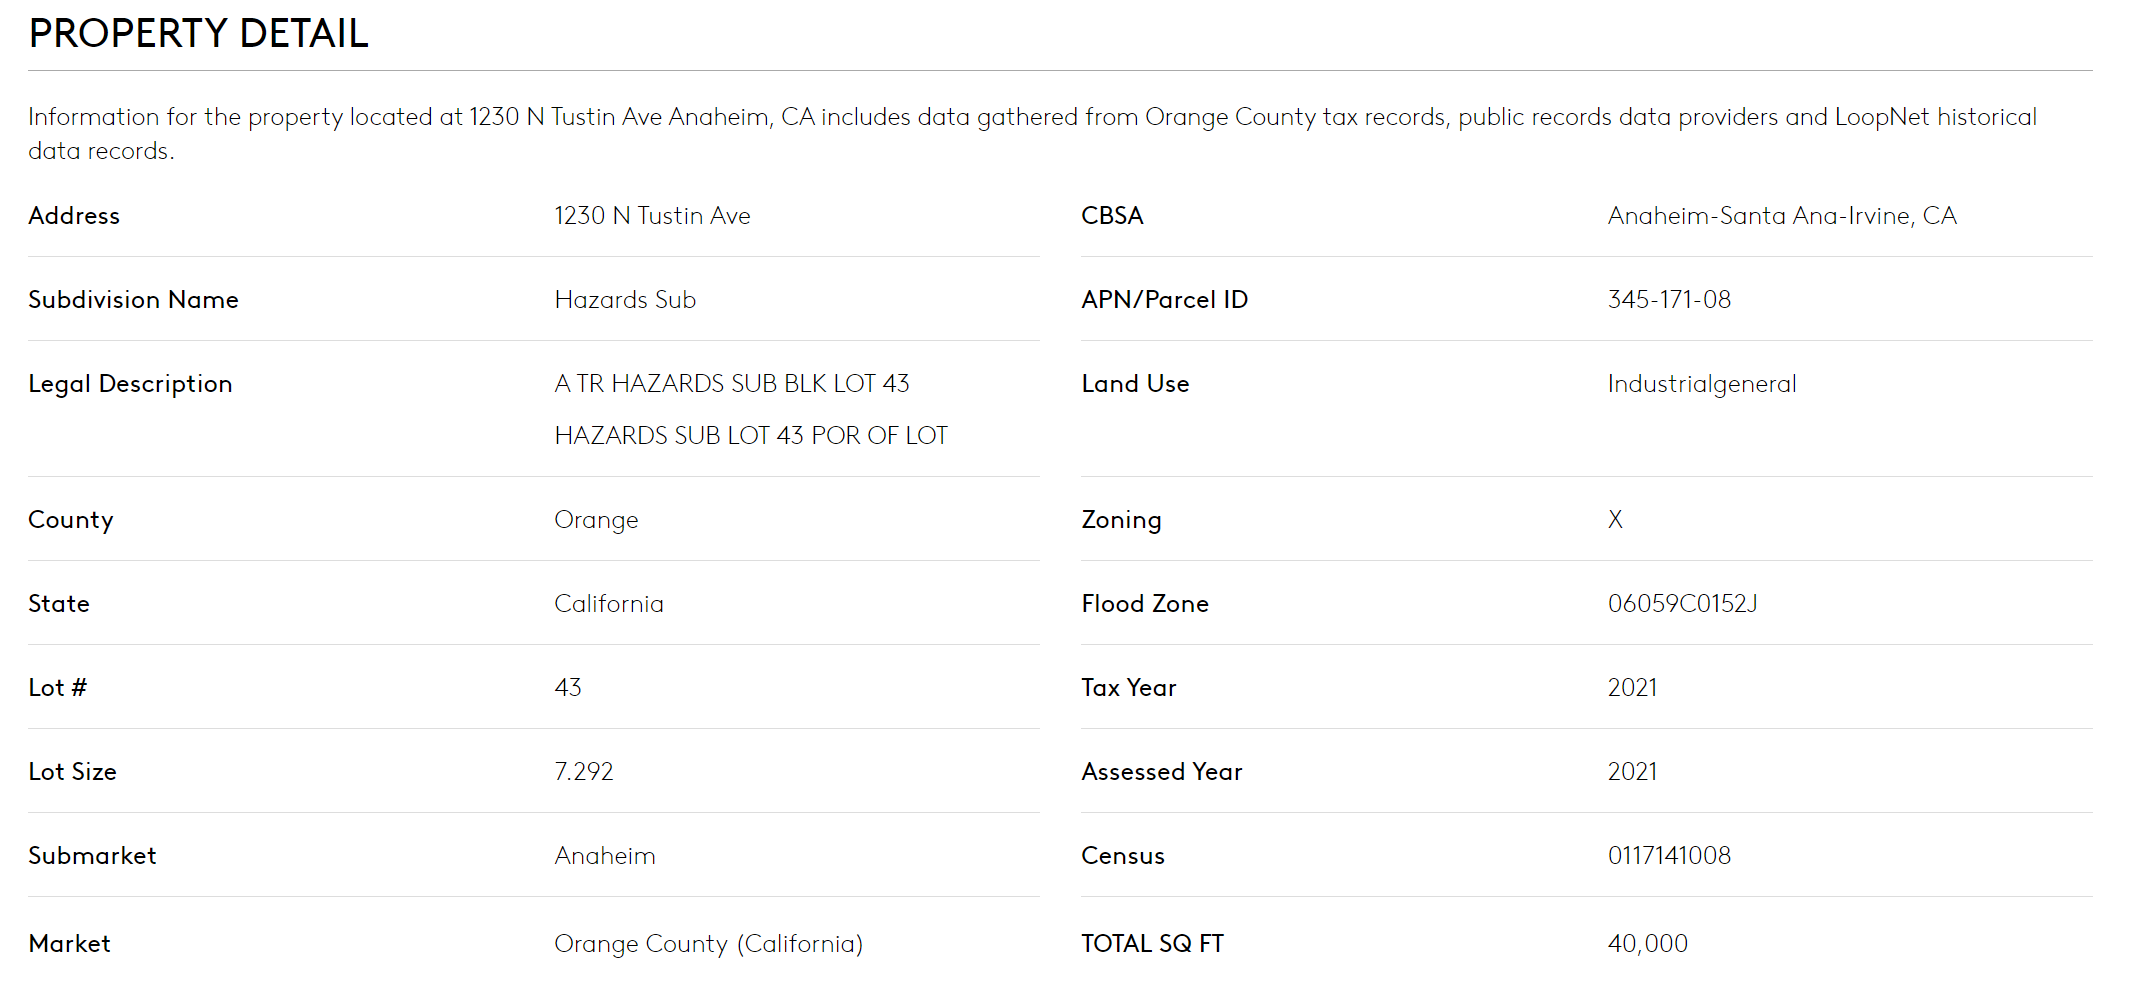 PROPERTY DETAIL
Information for the property located at 1230 N Tustin Ave Anaheim, CA includes data gathered from Orange County tax records, public records data providers and LoopNet historical
data records.
Address 1230 N Tustin Ave CBSA Anaheim-Santa Ana-Irvine, CA
Subdivision Name Hazards Sub APN/Parcel ID 345-171-08
Legal Description A TR HAZARDS SUB BLK LOT 43 Land Use Industrialgeneral
HAZARDS SUB LOT 43 POR OF LOT
County Orange Zoning X
State California Flood Zone 06059C0152J
Lot # 43 Tax Year 2021
Lot Size 7.292 Assessed Year 2021
Submarket Anaheim Census 0117141008
Market Orange County (California) TOTAL SQ FT 40,000